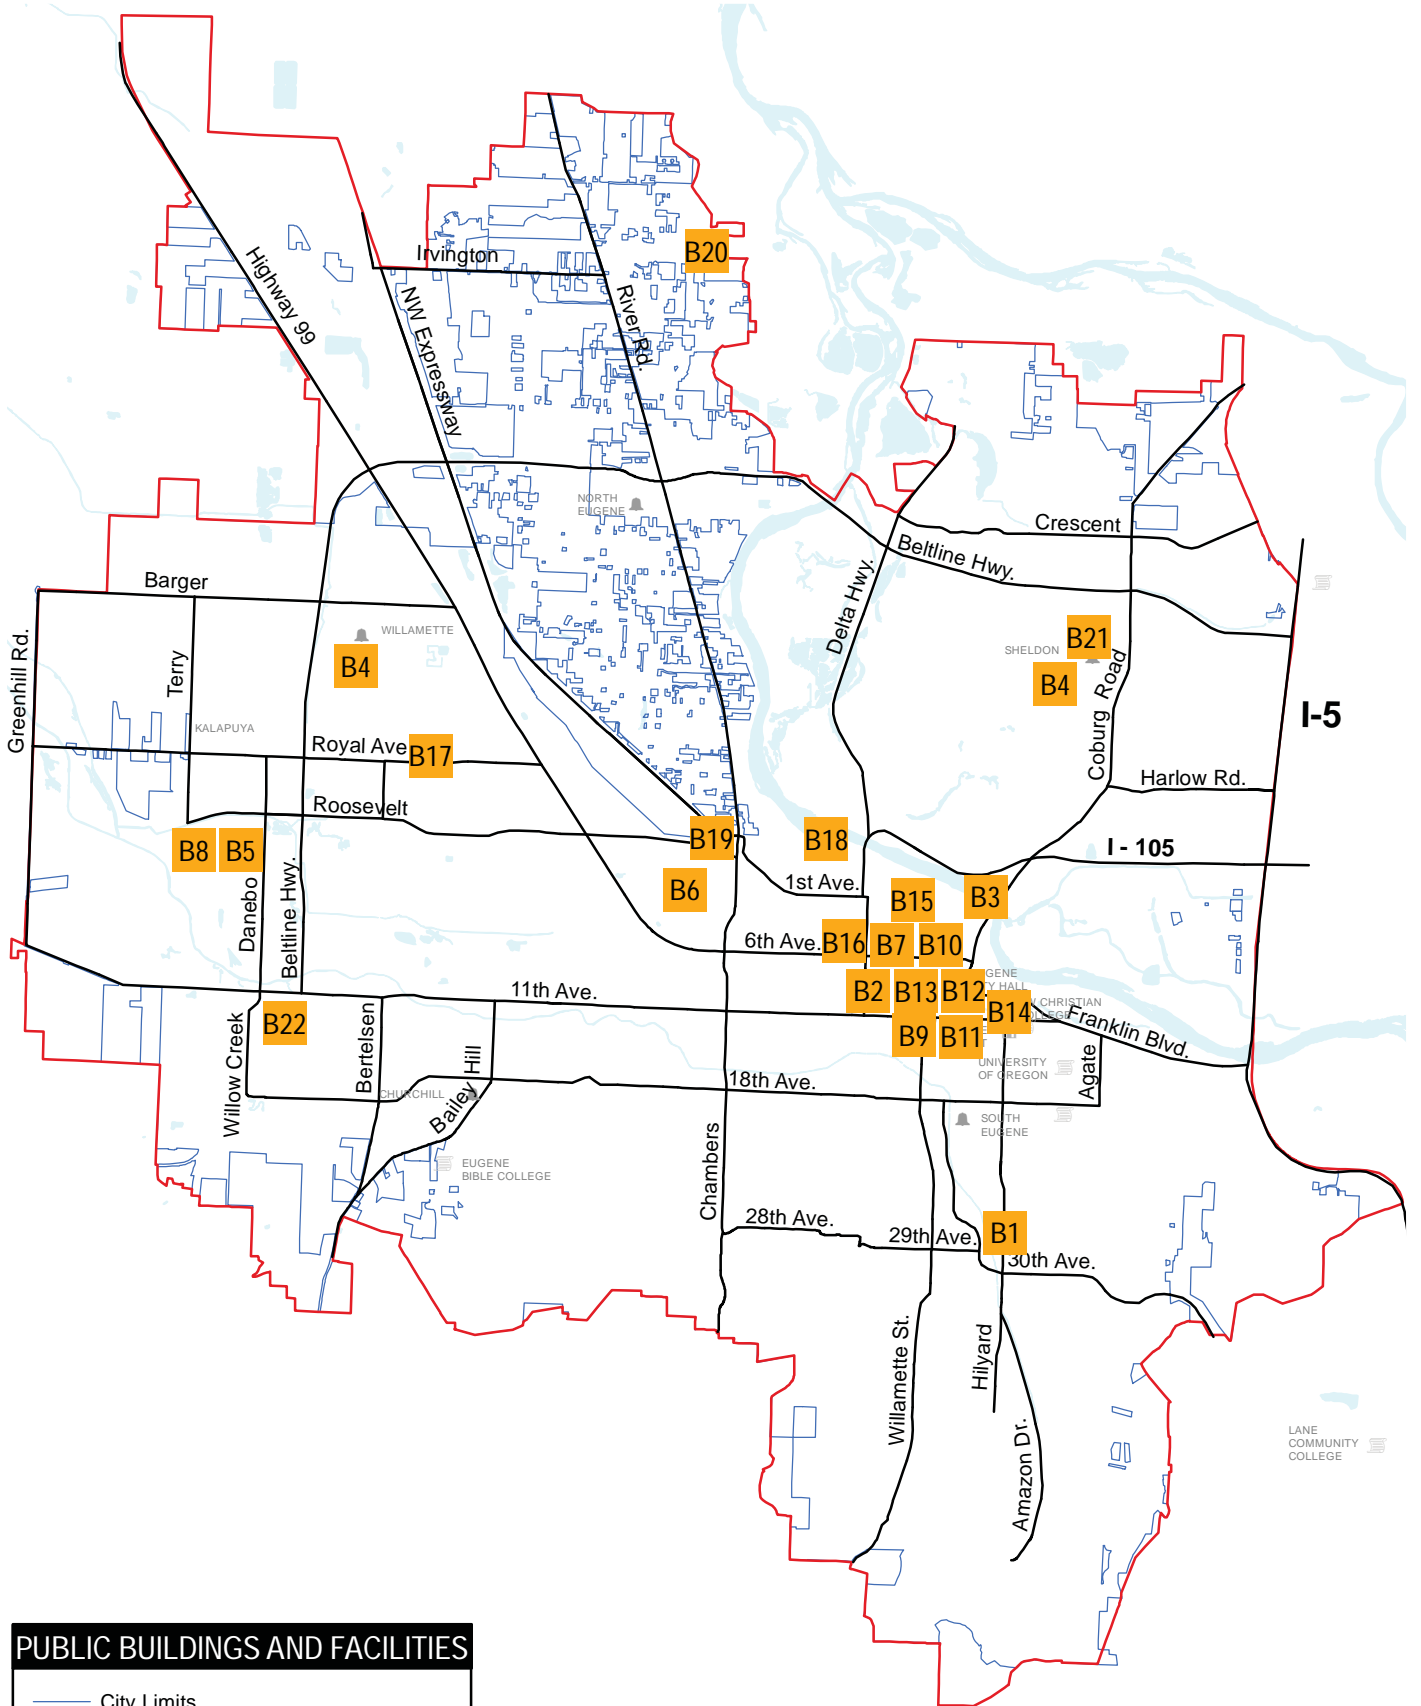 B20
Irvington
Highway 99
NW Expressway
River Rd.
NORTH
EUGENE
Crescent
Beltline Hwy.
Barger
Delta Hwy.
WILLAMETTE
B4
B21
SHELDON
B4
Greenhill Rd.
Terry
KALAPUYA
Coburg Road
I-5
Royal Ave
B17
Harlow Rd.
Roosevelt
B19
B18
I - 105
B8
B5
B6
1st Ave.
B15
B3
Danebo
Beltline Hwy.
6th Ave.
B16
B7
B10
GENE
TY HALL
11th Ave.
B2
B13
B12
CHRISTIAN
B14
B22
Franklin Blvd.
Willow Creek
Bertelsen
B9
B11
Bailey Hill
UNIVERSITY
OF OREGON
Agate
18th Ave.
CHURCHILL
SOUTH
EUGENE
EUGENE
BIBLE COLLEGE
Chambers
28th Ave.
29th Ave.
B1
30th Ave.
Willamette St.
Hilyard
Amazon Dr.
LANE
COMMUNITY
COLLEGE
PUBLIC BUILDINGS AND FACILITIES
City Limits